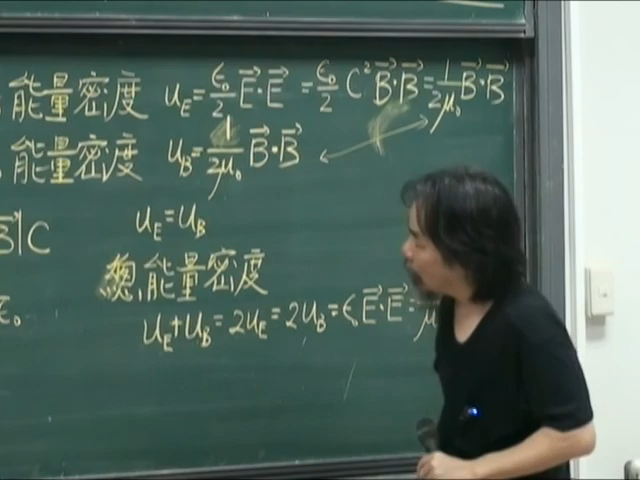 能量密度 u_E = ε₀/2 E⃗·E⃗ = ε₀/2 C² B⃗·B⃗ = 1/2μ₀ B⃗·B⃗
能量密度 u_B = 1/2μ₀ B⃗·B⃗
B⃗|C u_E = u_B
總能量密度
u_E + u_B = 2u_E = 2u_B = ε₀ E⃗·E⃗ =